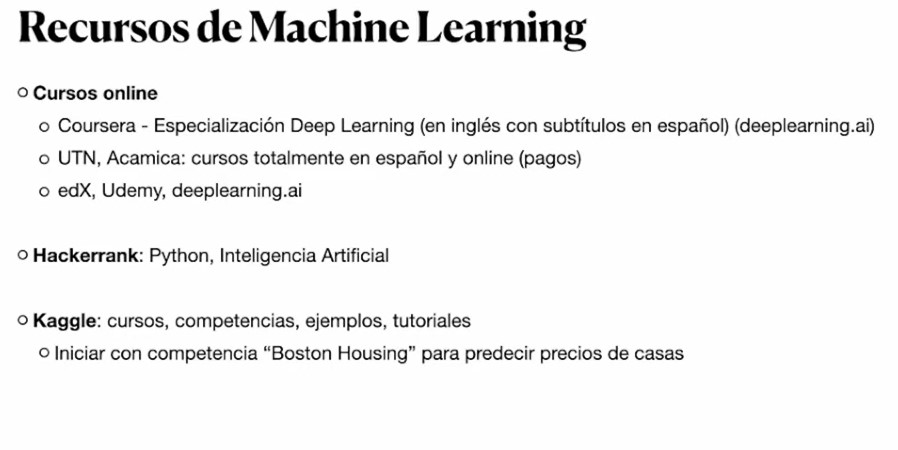 Recursos de Machine Learning
Cursos online
Coursera - Especialización Deep Learning (en inglés con subtítulos en español) (deeplearning.ai)
UTN, Acamica: cursos totalmente en español y online (pagos)
edX, Udemy, deeplearning.ai
Hackerrank: Python, Inteligencia Artificial
Kaggle: cursos, competencias, ejemplos, tutoriales
Iniciar con competencia “Boston Housing” para predecir precios de casas